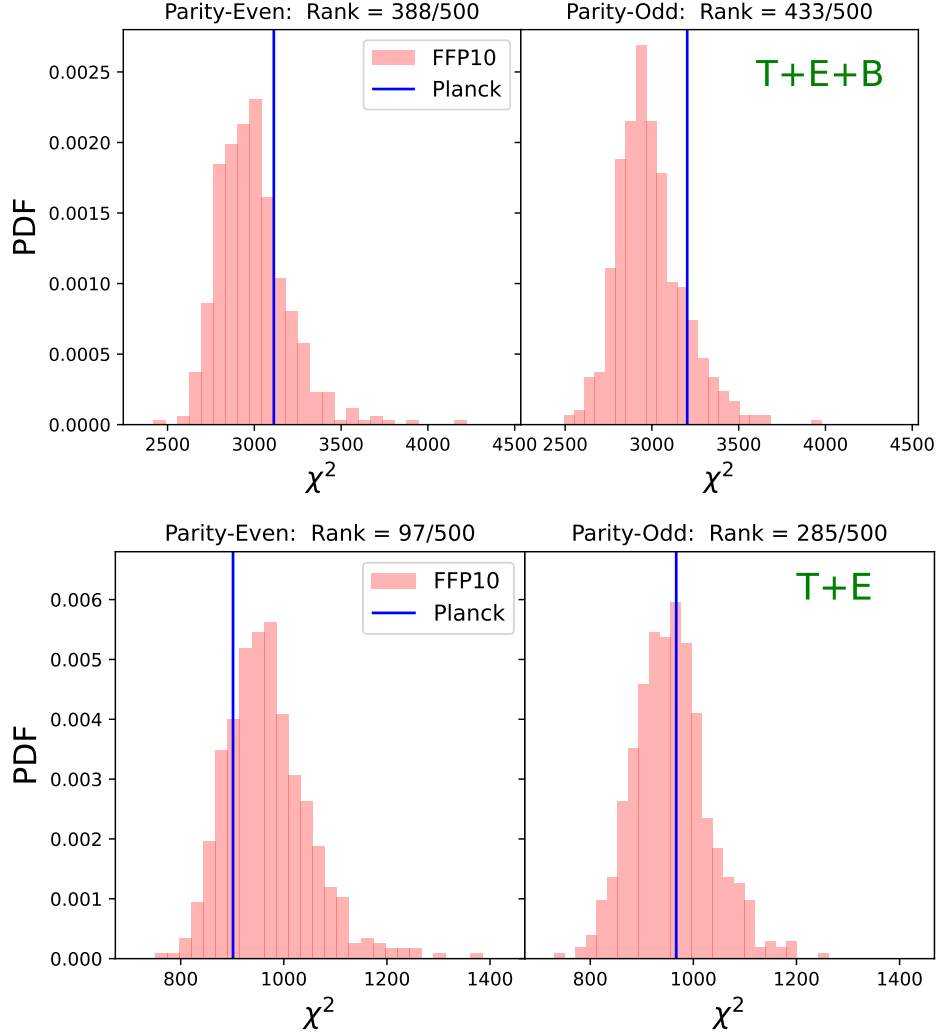 Parity-Even:  Rank = 388/500
Parity-Odd:  Rank = 433/500
FFP10
Planck
T+E+B
PDF
0.0025
0.0020
0.0015
0.0010
0.0005
0.0000
2500 3000 3500 4000 4500
2500 3000 3500 4000 4500
χ²
χ²
Parity-Even:  Rank = 97/500
Parity-Odd:  Rank = 285/500
FFP10
Planck
T+E
PDF
0.006
0.005
0.004
0.003
0.002
0.001
0.000
800 1000 1200 1400
800 1000 1200 1400
χ²
χ²